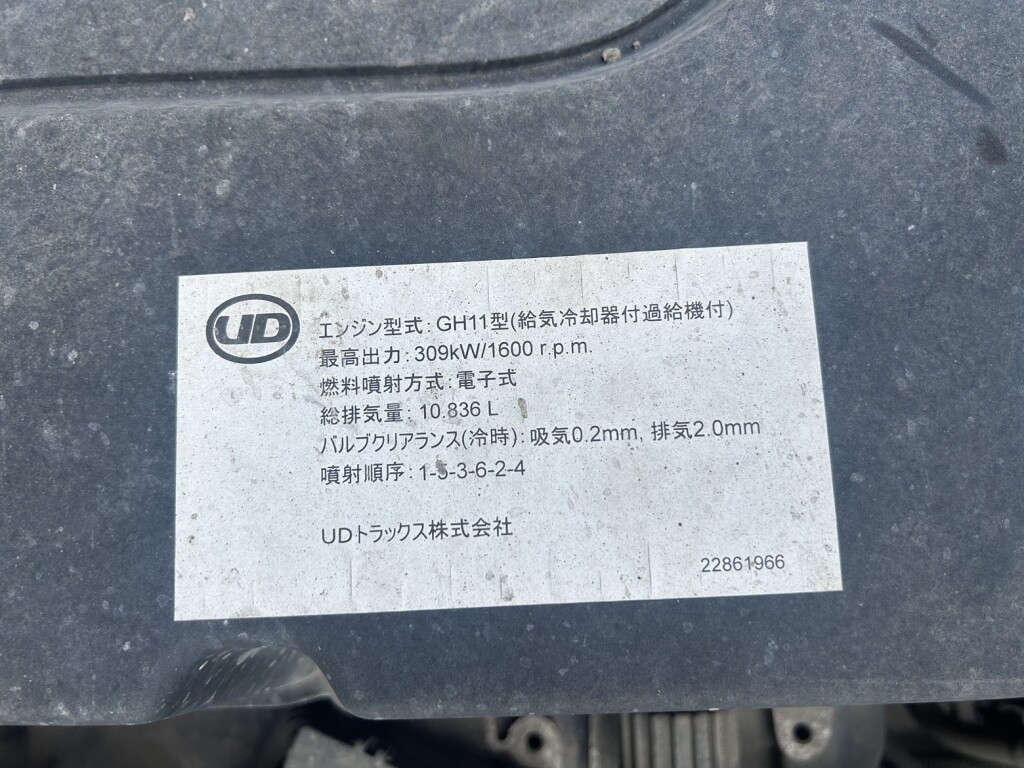 UD
エンジン型式: GH11型(給気冷却器付過給機付)
最高出力: 309kW/1600 r.p.m.
燃料噴射方式: 電子式
総排気量: 10.836 L
バルブクリアランス(冷時): 吸気0.2mm, 排気2.0mm
噴射順序: 1-5-3-6-2-4
UDトラックス株式会社
22861966